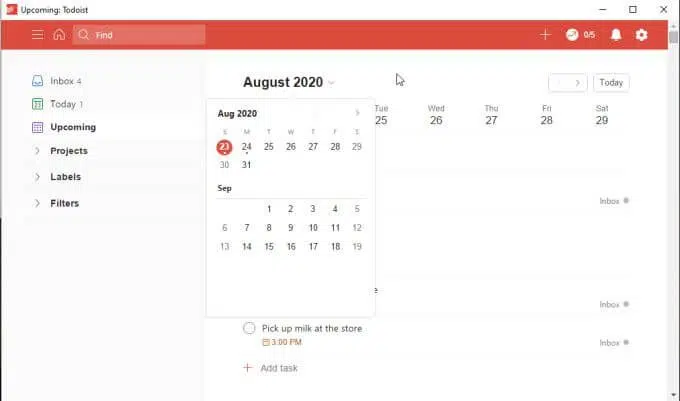 Upcoming: Todoist
Find
0/5
Inbox 4
Today 1
Upcoming
Projects
Labels
Filters
August 2020
Today
Tue Wed Thu Fri Sat
25 26 27 28 29
Aug 2020
S M T W T F S
23 24 25 26 27 28 29
30 31
Sep
1 2 3 4 5
6 7 8 9 10 11 12
13 14 15 16 17 18 19
Inbox
e
Inbox
Pick up milk at the store
3:00 PM
Inbox
Add task